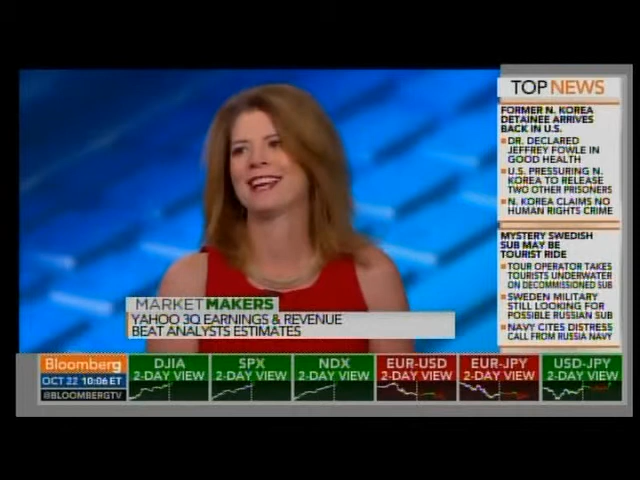 TOP NEWS
FORMER N. KOREA
DETAINEE ARRIVES
BACK IN U.S.
DR. DECLARED
JEFFREY FOWLE IN
GOOD HEALTH
U.S. PRESSURING N.
KOREA TO RELEASE
TWO OTHER PRISONERS
N. KOREA CLAIMS NO
HUMAN RIGHTS CRIME
MYSTERY SWEDISH
SUB MAY BE
TOURIST RIDE
TOUR OPERATOR TAKES
TOURISTS UNDERWATER
ON DECOMMISSIONED SUB
SWEDEN MILITARY
STILL LOOKING FOR
POSSIBLE RUSSIAN SUB
NAVY CITES DISTRESS
CALL FROM RUSSIA NAVY
MARKET MAKERS
YAHOO 3Q EARNINGS & REVENUE
BEAT ANALYSTS ESTIMATES
Bloomberg
OCT 22 10:06 ET
@BLOOMBERGTV
DJIA
2-DAY VIEW
SPX
2-DAY VIEW
NDX
2-DAY VIEW
EUR-USD
2-DAY VIEW
EUR-JPY
2-DAY VIEW
USD-JPY
2-DAY VIEW